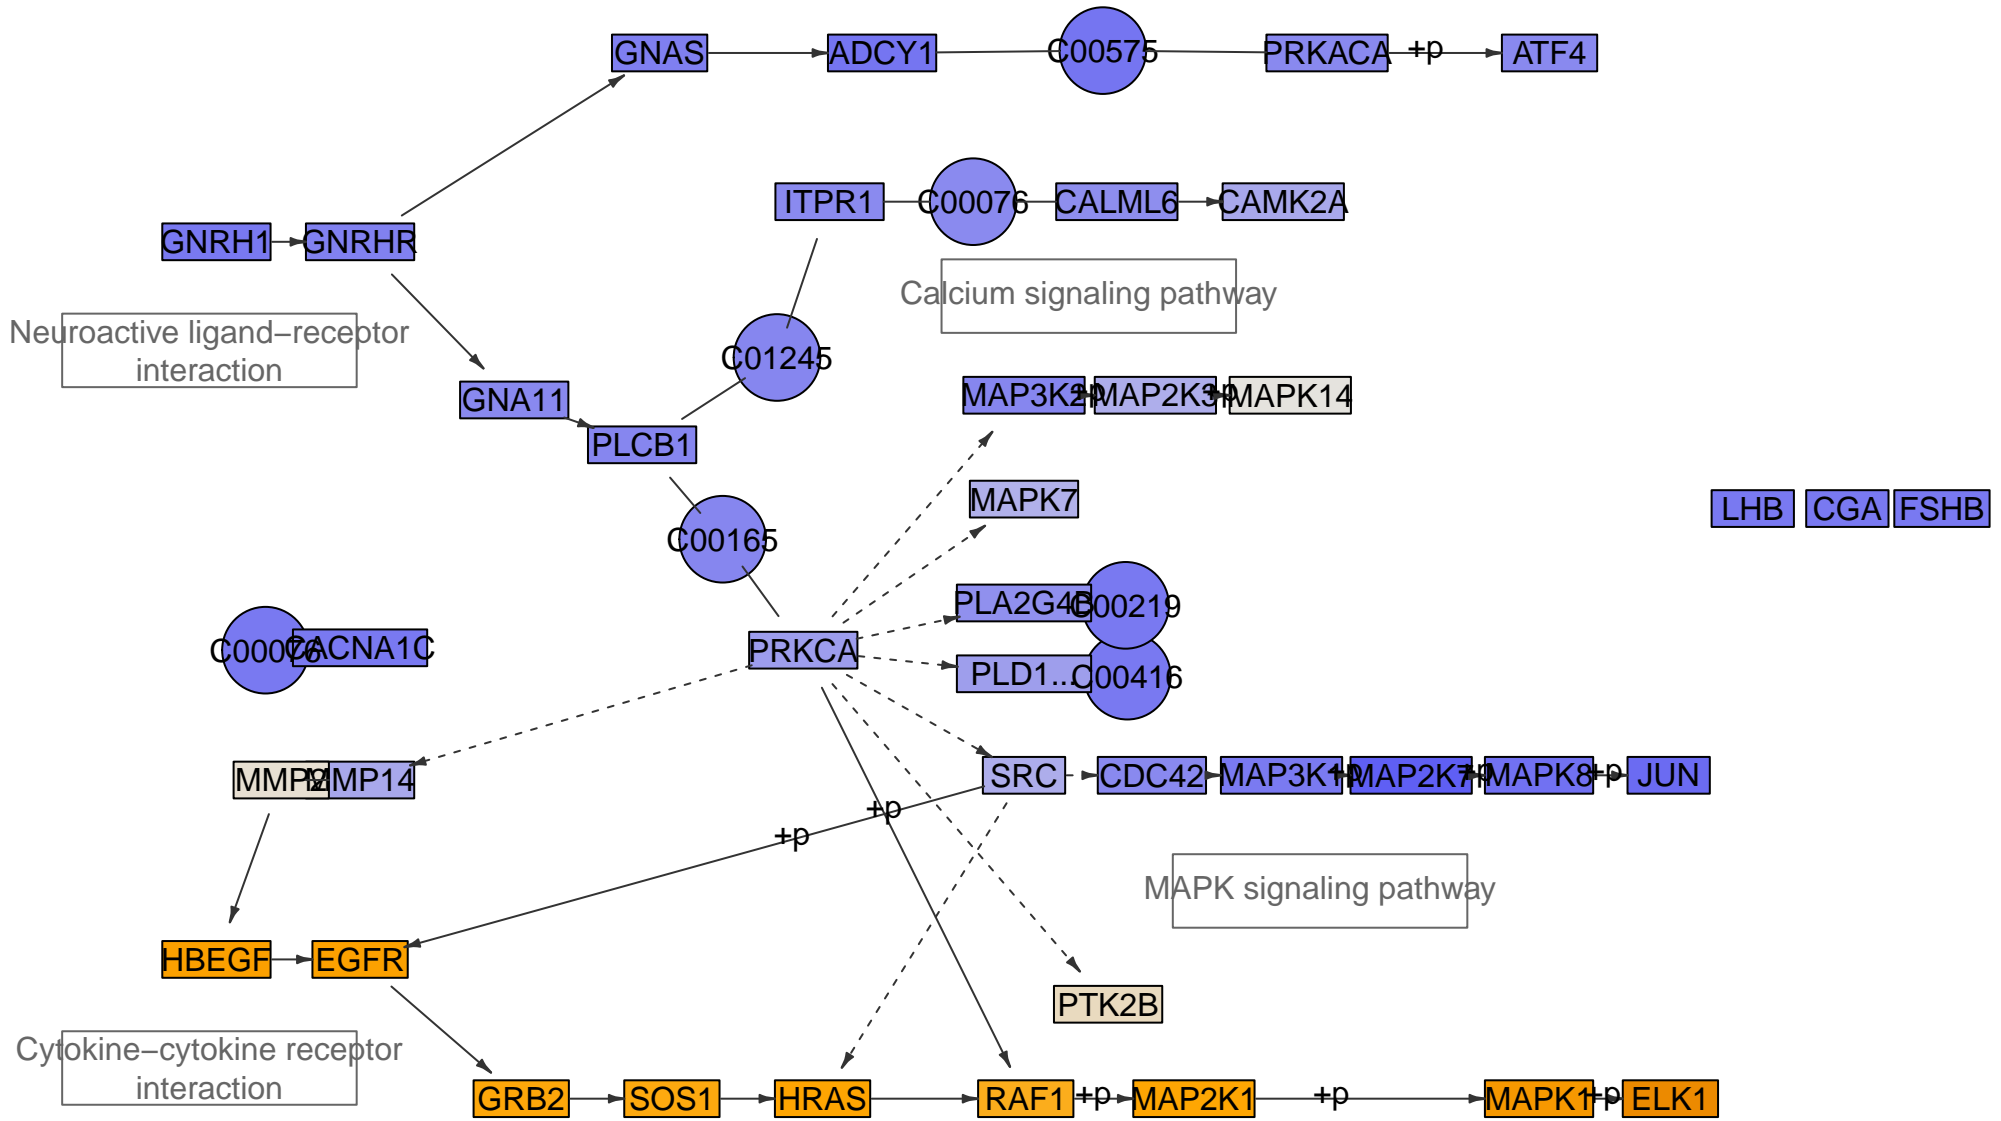 GNAS
ADCY1
C00575
PRKACA
+p
ATF4
ITPR1
C00076
CALML6
CAMK2A
GNRH1
GNRHR
Calcium signaling pathway
Neuroactive ligand−receptor
interaction
C01245
GNA11
PLCB1
MAP3K2
+p
MAP2K3
+p
MAPK14
MAPK7
LHB
CGA
FSHB
C00165
PLA2G4B
C00219
C00076
CACNA1C
PRKCA
PLD1...
C00416
MMP2
MMP14
SRC
CDC42
MAP3K1
+p
MAP2K7
+p
MAPK8
+p
JUN
+p
+p
MAPK signaling pathway
HBEGF
EGFR
PTK2B
Cytokine−cytokine receptor
interaction
GRB2
SOS1
HRAS
RAF1
+p
MAP2K1
+p
MAPK1
+p
ELK1